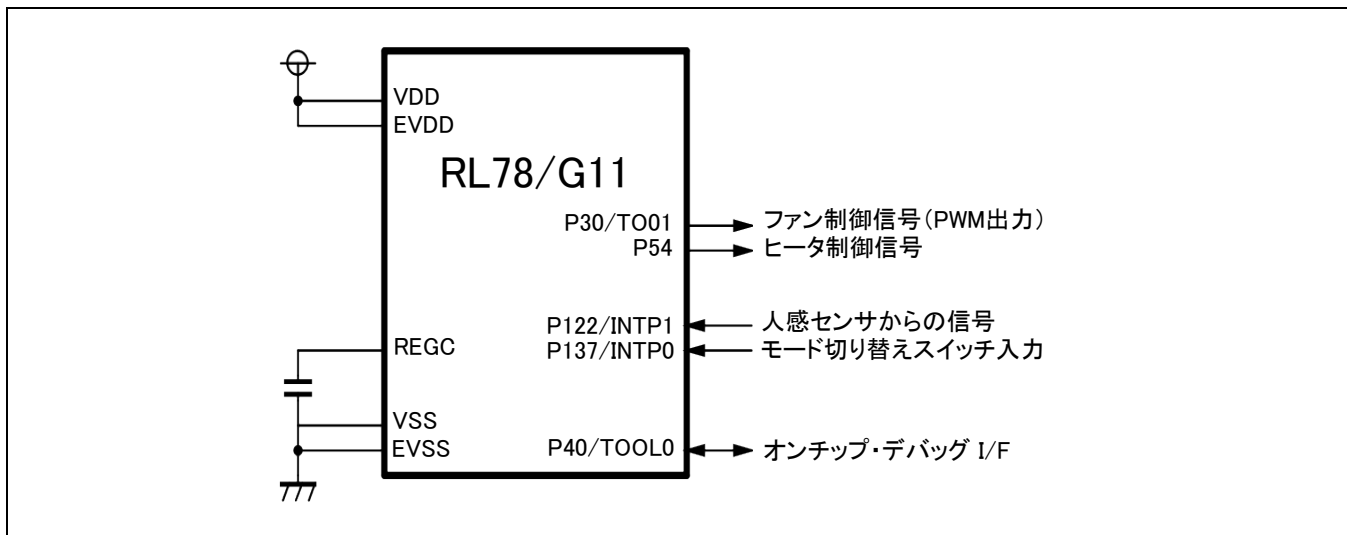 VDD
EVDD
RL78/G11
P30/TO01 ファン制御信号(PWM出力)
P54 ヒータ制御信号
P122/INTP1 人感センサからの信号
REGC P137/INTP0 モード切り替えスイッチ入力
VSS
EVSS P40/TOOL0 オンチップ・デバッグ I/F